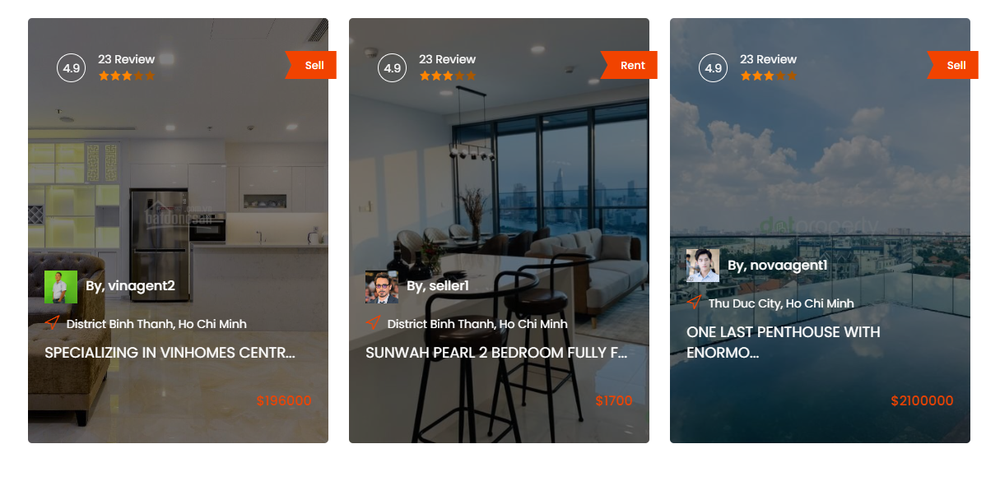 4.9
23 Review
Sell
batdongsan
By, vinagent2
District Binh Thanh, Ho Chi Minh
SPECIALIZING IN VINHOMES CENTR...
$196000
4.9
23 Review
Rent
By, seller1
District Binh Thanh, Ho Chi Minh
SUNWAH PEARL 2 BEDROOM FULLY F...
$1700
4.9
23 Review
Sell
dotproperty
By, novaagent1
Thu Duc City, Ho Chi Minh
ONE LAST PENTHOUSE WITH
ENORMO...
$2100000